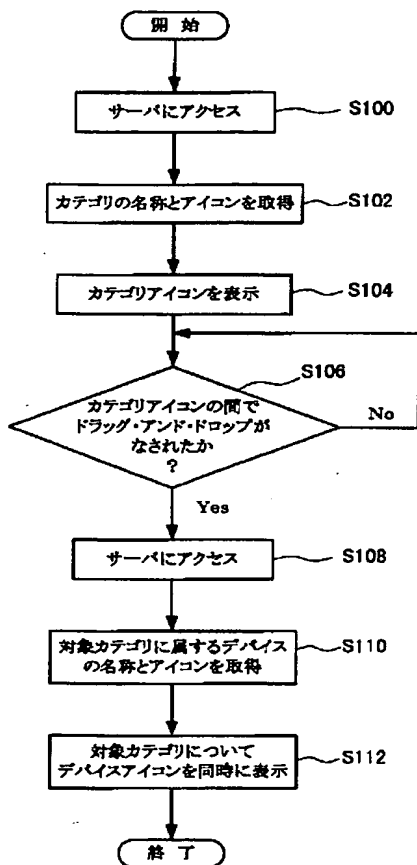 開 始
サーバにアクセス
S100
カテゴリの名称とアイコンを取得
S102
カテゴリアイコンを表示
S104
S106
カテゴリアイコンの間で
ドラッグ・アンド・ドロップが
なされたか
?
No
Yes
サーバにアクセス
S108
対象カテゴリに属するデバイス
の名称とアイコンを取得
S110
対象カテゴリについて
デバイスアイコンを同時に表示
S112
終 了